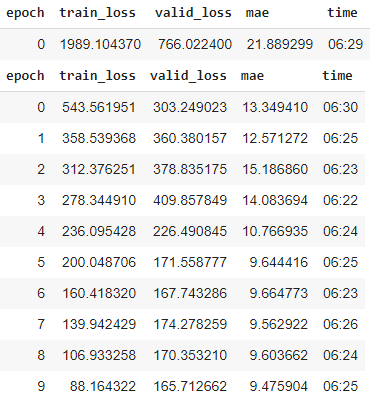 epoch train_loss valid_loss mae time
0 1989.104370 766.022400 21.889299 06:29
epoch train_loss valid_loss mae time
0 543.561951 303.249023 13.349410 06:30
1 358.539368 360.380157 12.571272 06:25
2 312.376251 378.835175 15.186860 06:23
3 278.344910 409.857849 14.083694 06:22
4 236.095428 226.490845 10.766935 06:24
5 200.048706 171.558777 9.644416 06:25
6 160.418320 167.743286 9.664773 06:23
7 139.942429 174.278259 9.562922 06:26
8 106.933258 170.353210 9.603662 06:24
9 88.164322 165.712662 9.475904 06:25